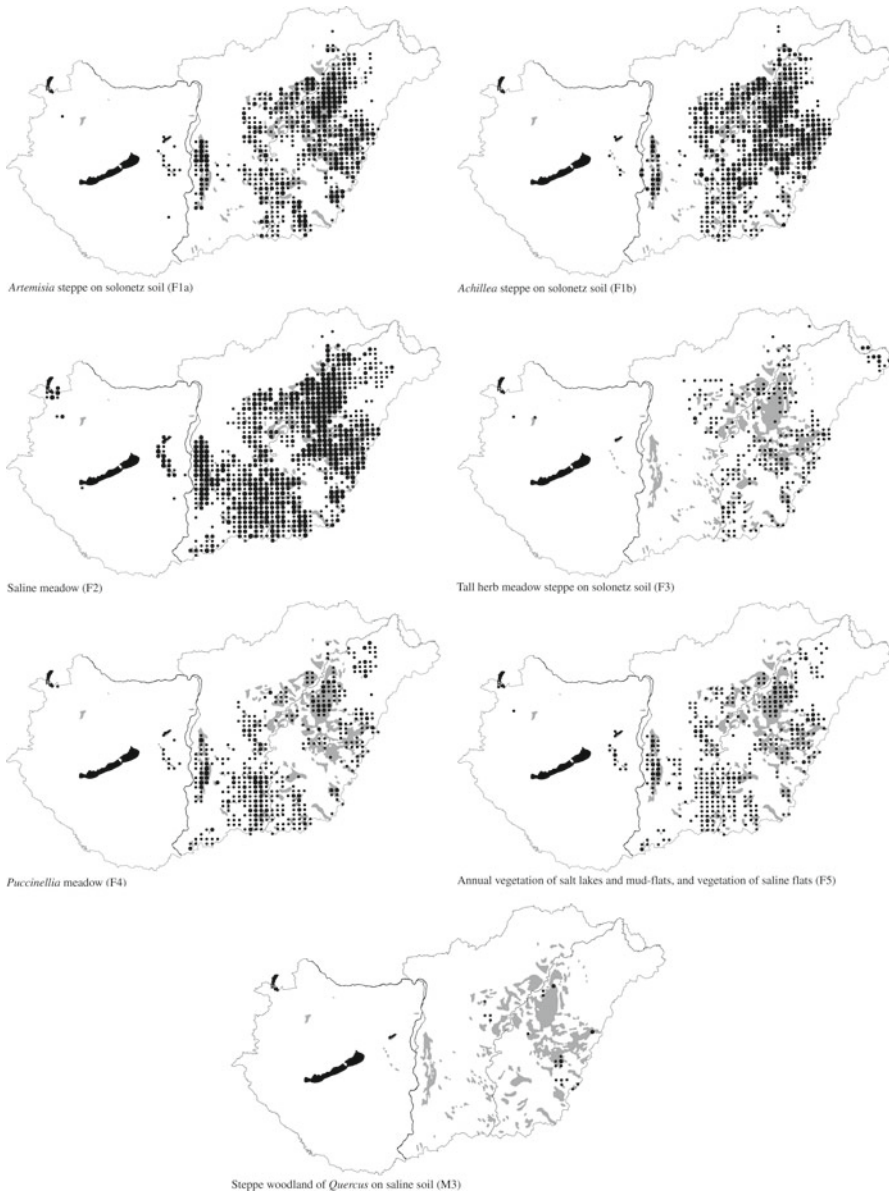 Artemisia steppe on solonetz soil (F1a)
Achillea steppe on solonetz soil (F1b)
Saline meadow (F2)
Tall herb meadow steppe on solonetz soil (F3)
Puccinellia meadow (F4)
Annual vegetation of salt lakes and mud-flats, and vegetation of saline flats (F5)
Steppe woodland of Quercus on saline soil (M3)